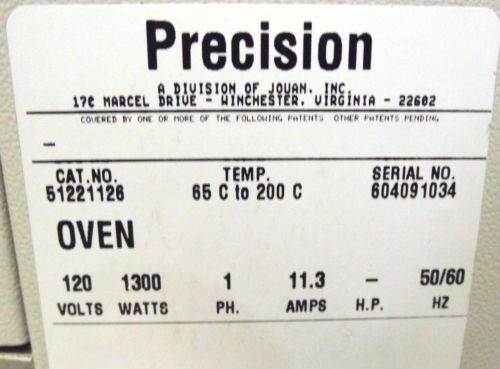 Precision
A DIVISION OF JOUAN, INC.
170 MARCEL DRIVE - WINCHESTER, VIRGINIA - 22602
COVERED BY ONE OR MORE OF THE FOLLOWING PATENTS OTHER PATENTS PENDING
–
CAT.NO. TEMP. SERIAL NO.
51221126 65 C to 200 C 604091034
OVEN
120 1300 1 11.3 – 50/60
VOLTS WATTS PH. AMPS H.P. HZ